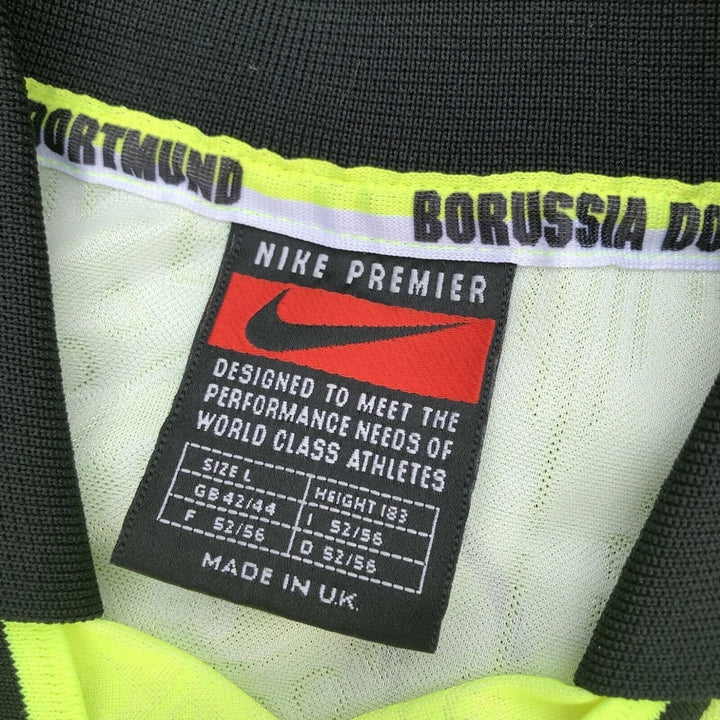 DORTMUND BORUSSIA DO
NIKE PREMIER
DESIGNED TO MEET THE
PERFORMANCE NEEDS OF
WORLD CLASS ATHLETES
SIZE L HEIGHT 183
GB 42/44 I 52/56
F 52/56 D 52/56
MADE IN U.K.